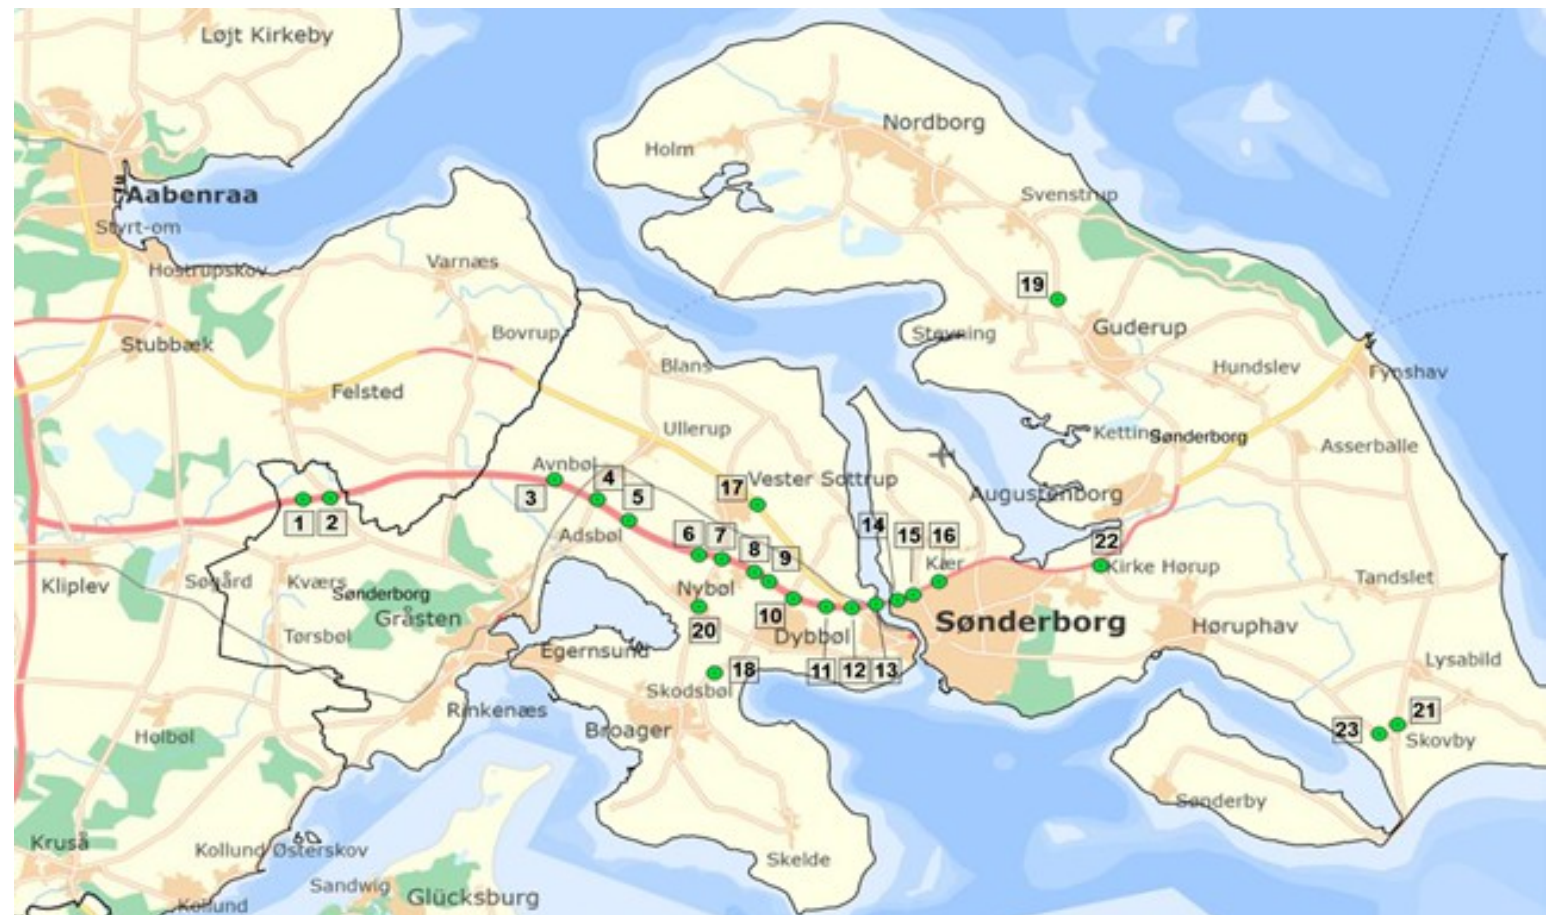 Løjt Kirkeby
Nordborg
Holm
Aabenraa
Svenstrup
Styrt-om
Hostrupskov
Varnæs
19
Guderup
Bovrup
Støvning
Stubbæk
Blans
Hundslev
Fynshav
Felsted
Ullerup
Ketting
Sønderborg
Asserballe
Avnbøl
4
Vester Sottrup
17
3
5
Augustenborg
1
2
14
Adsbøl
6
7
15
16
22
8
9
Kær
Kirke Hørup
Kliplev
Søgård
Kværs
Nybøl
Tandslet
Sønderborg
Gråsten
10
20
Dybbøl
Sønderborg
Høruphav
Tørsbøl
Egernsund
18
11
12
13
Lysabild
Skodsbøl
Rinkenæs
21
Holbøl
Broager
23
Skovby
Sønderby
Kruså
Kollund Østerskov
Skelde
Sandwig
Glücksburg
Kollund